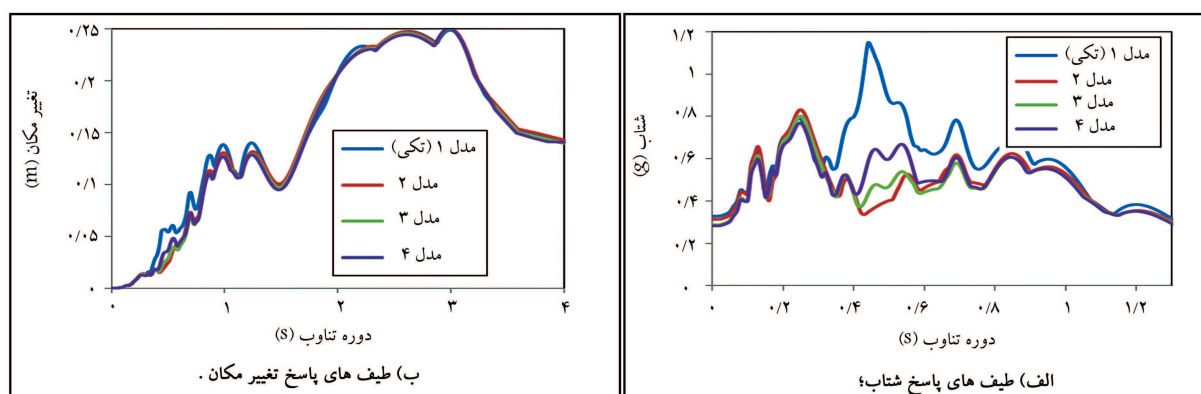 ۱/۲
۱
۰/۸
۰/۶
۰/۴
۰/۲
۰
شتاب (g)
مدل ۱ (تکی)
مدل ۲
مدل ۳
مدل ۴
۰ ۰/۲ ۰/۴ ۰/۶ ۰/۸ ۱ ۱/۲
دوره تناوب (s)
الف) طیف های پاسخ شتاب؛
۰/۲۵
۰/۲
۰/۱۵
۰/۱
۰/۰۵
۰
تغییر مکان (m)
مدل ۱ (تکی)
مدل ۲
مدل ۳
مدل ۴
۰ ۱ ۲ ۳ ۴
دوره تناوب (s)
ب) طیف های پاسخ تغییر مکان .